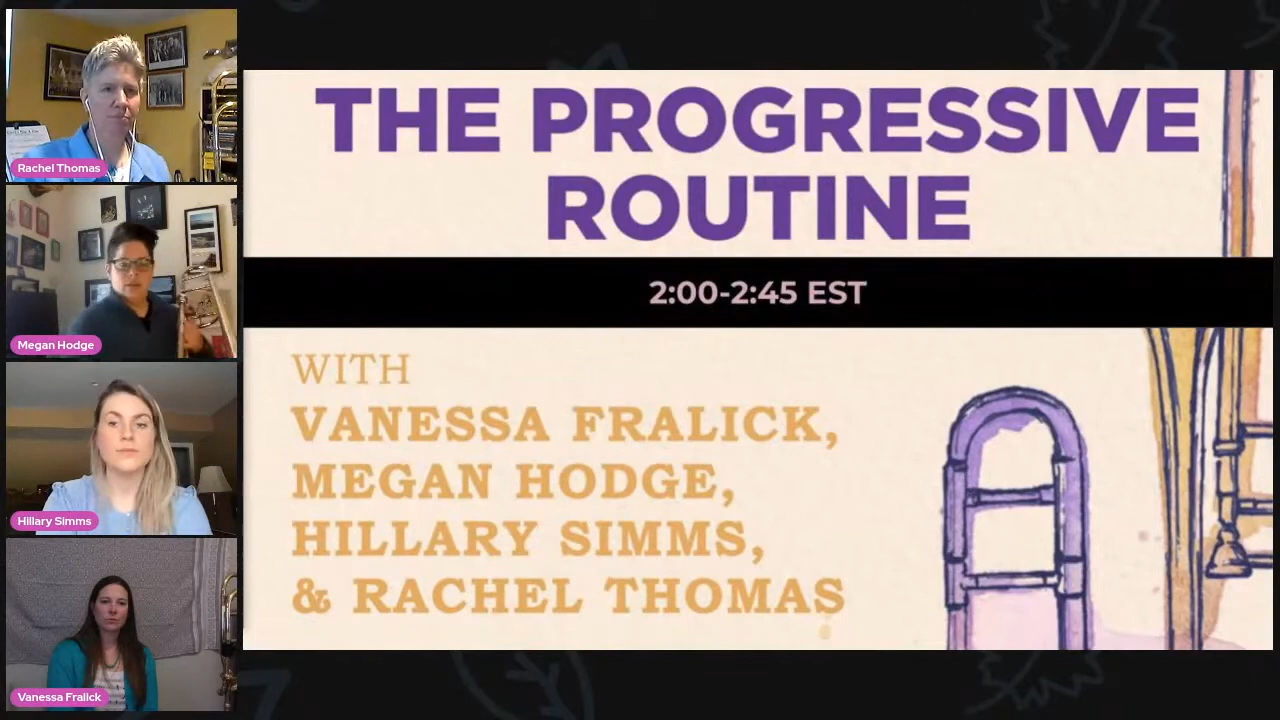 Rachel Thomas
Megan Hodge
Hillary Simms
Vanessa Fralick
THE PROGRESSIVE
ROUTINE
2:00-2:45 EST
WITH
VANESSA FRALICK,
MEGAN HODGE,
HILLARY SIMMS,
& RACHEL THOMAS